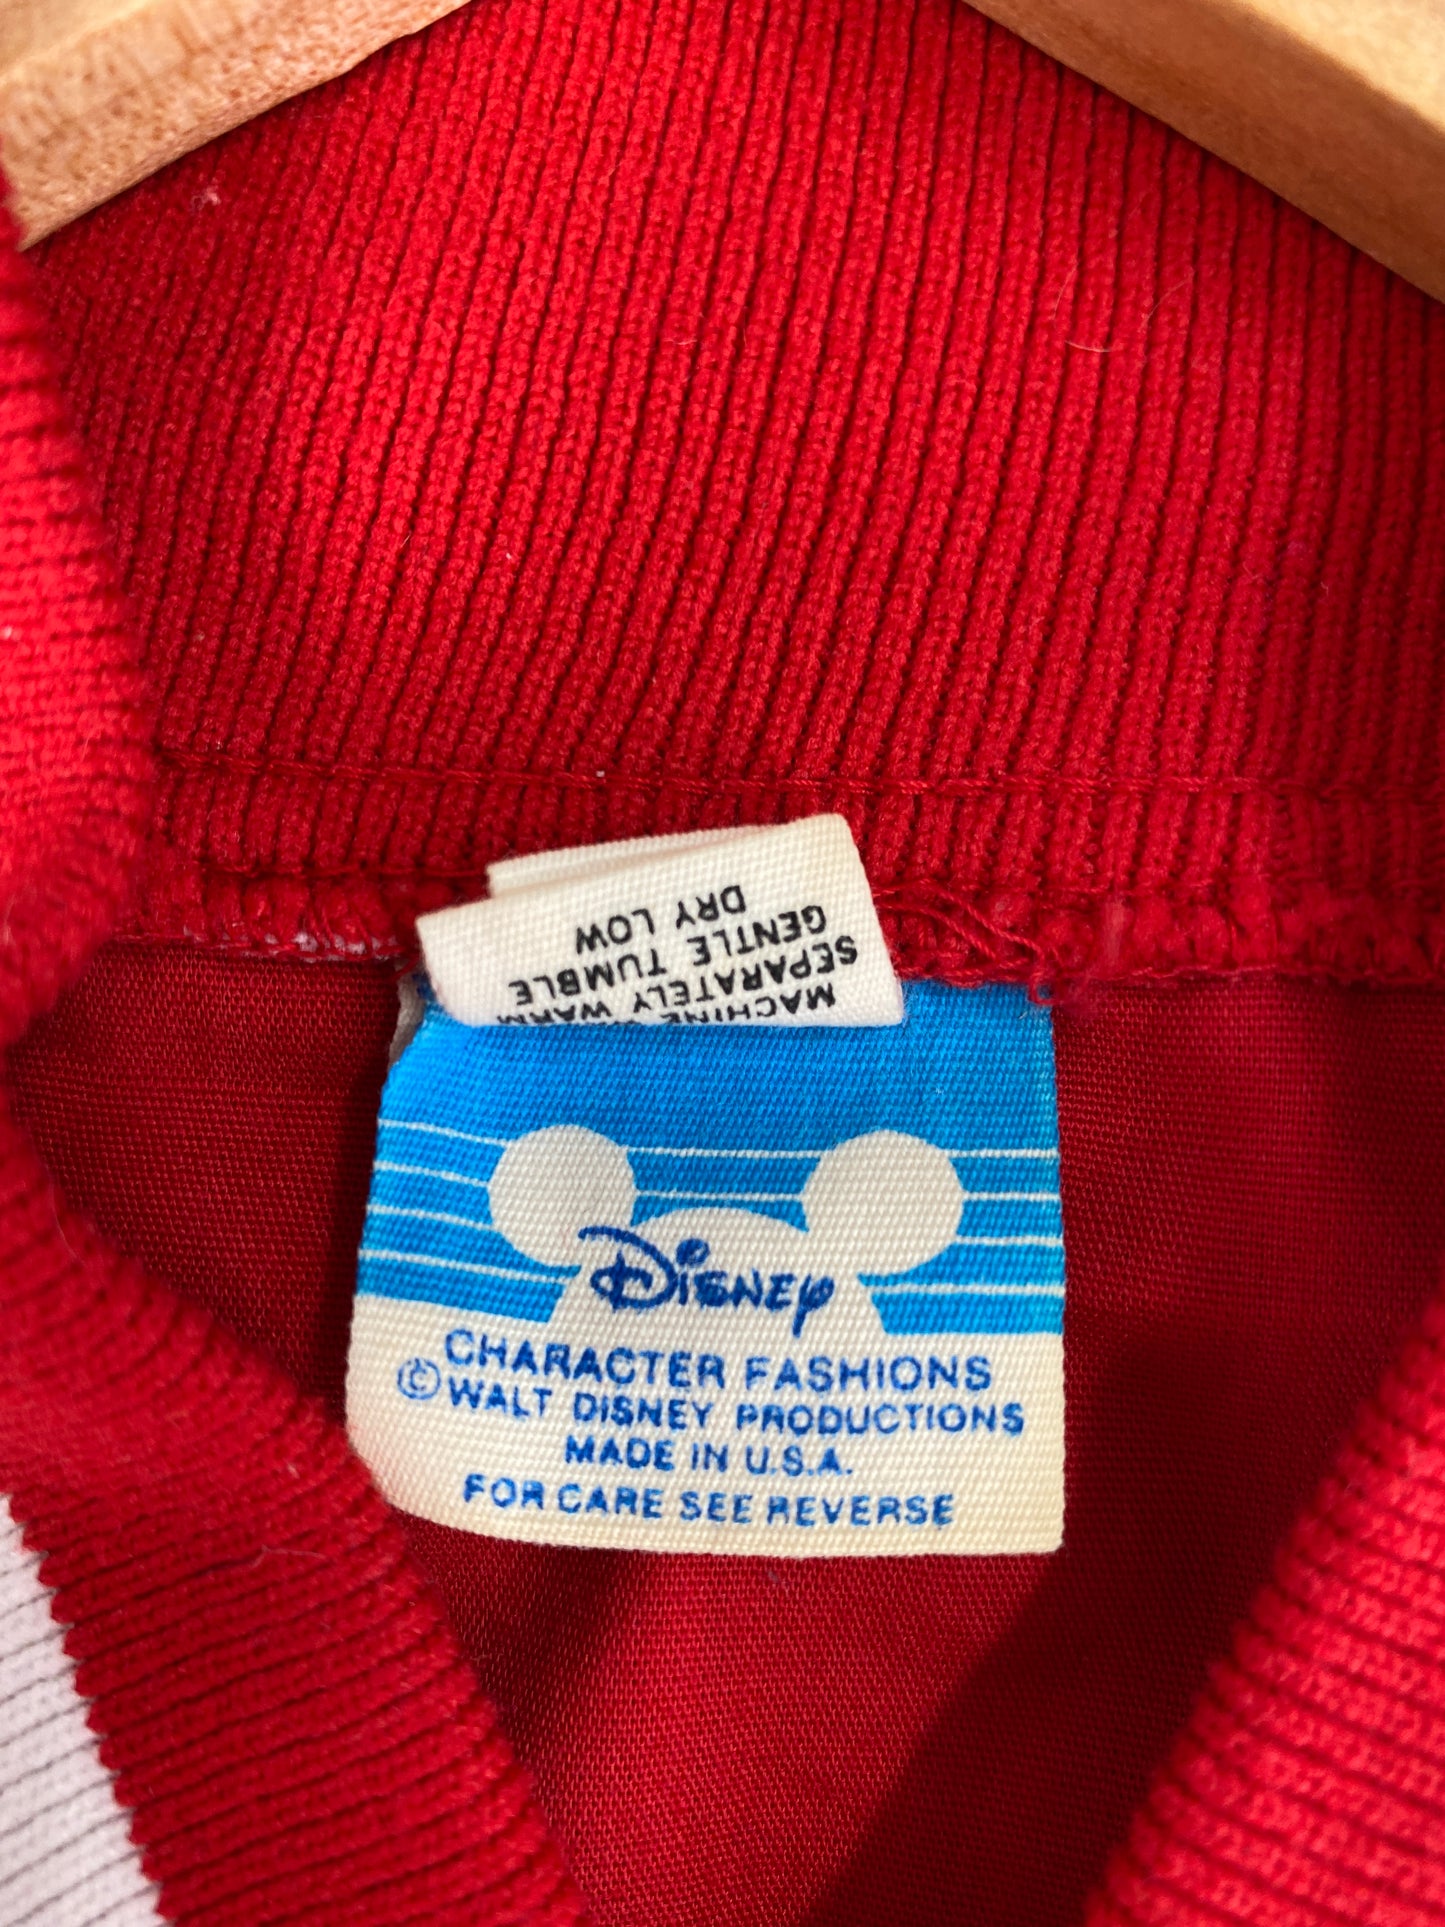 MACHINE WARM
SEPARATELY WARM
GENTLE TUMBLE
DRY LOW
Disney
CHARACTER FASHIONS
© WALT DISNEY PRODUCTIONS
MADE IN U.S.A.
FOR CARE SEE REVERSE